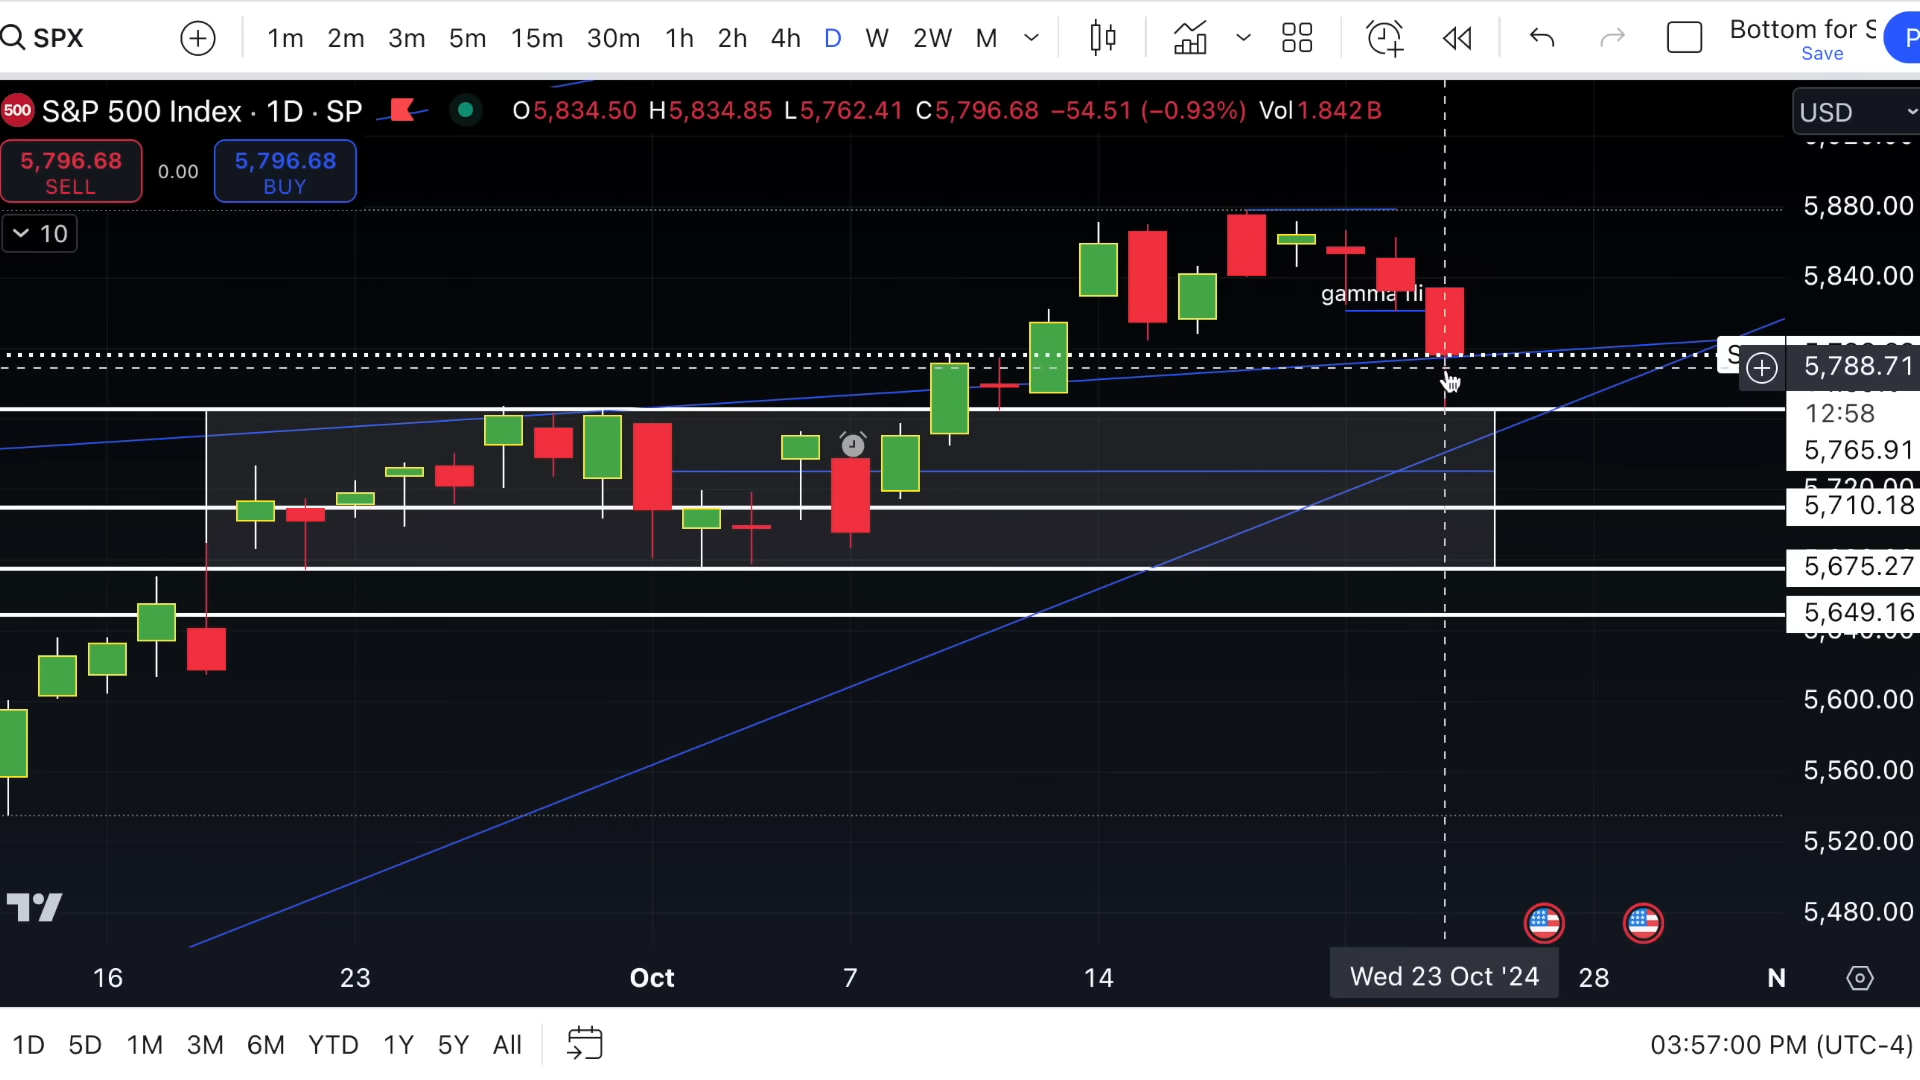 SPX 1m 2m 3m 5m 15m 30m 1h 2h 4h D W 2W M Bottom for S
Save
500 S&P 500 Index · 1D · SP O5,834.50 H5,834.85 L5,762.41 C5,796.68 −54.51 (−0.93%) Vol1.842 B
USD
5,796.68
SELL
0.00
5,796.68
BUY
10
5,880.00
5,840.00
gamma fli
5,788.71
12:58
5,765.91
5,710.18
5,675.27
5,649.16
5,600.00
5,560.00
5,520.00
5,480.00
16 23 Oct 7 14 Wed 23 Oct '24 28 N
1D 5D 1M 3M 6M YTD 1Y 5Y All
03:57:00 PM (UTC-4)